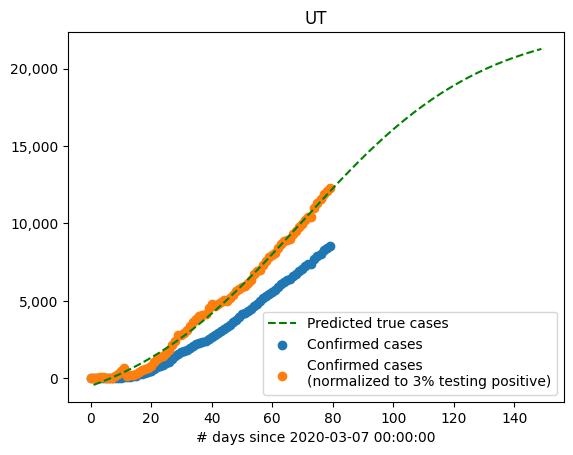 UT
20,000
15,000
10,000
5,000
0
Predicted true cases
Confirmed cases
Confirmed cases
(normalized to 3% testing positive)
0 20 40 60 80 100 120 140
# days since 2020-03-07 00:00:00